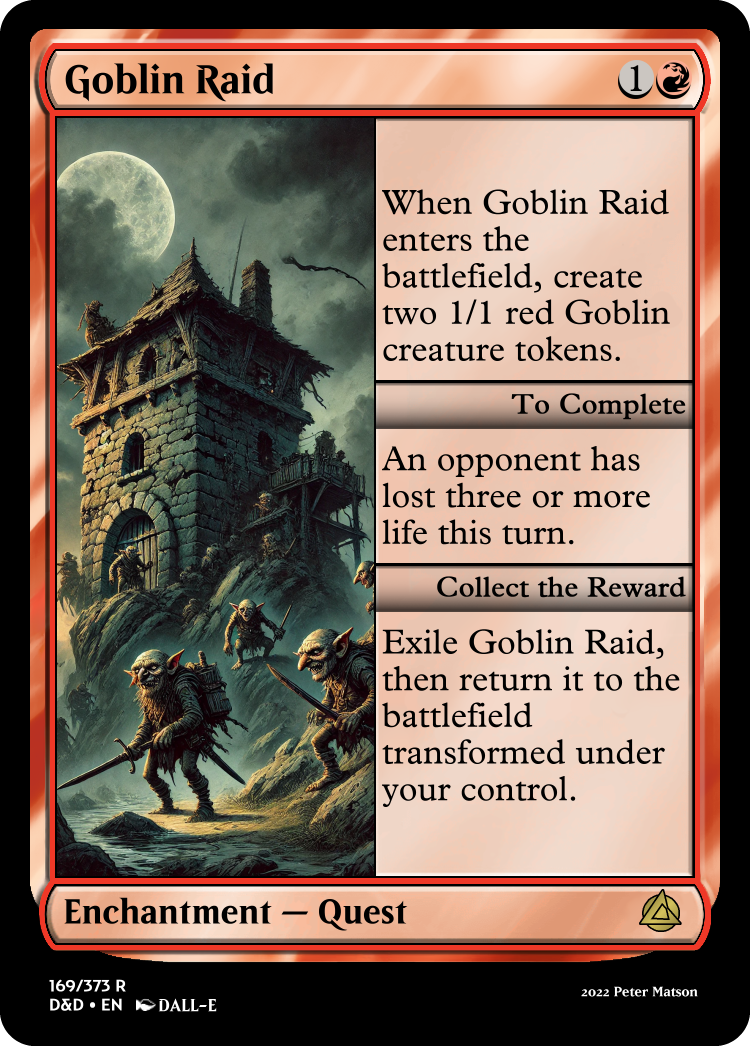 Goblin Raid
1
When Goblin Raid
enters the
battlefield, create
two 1/1 red Goblin
creature tokens.
To Complete
An opponent has
lost three or more
life this turn.
Collect the Reward
Exile Goblin Raid,
then return it to the
battlefield
transformed under
your control.
Enchantment — Quest
169/373 R
D&D • EN DALL-E
2022 Peter Matson